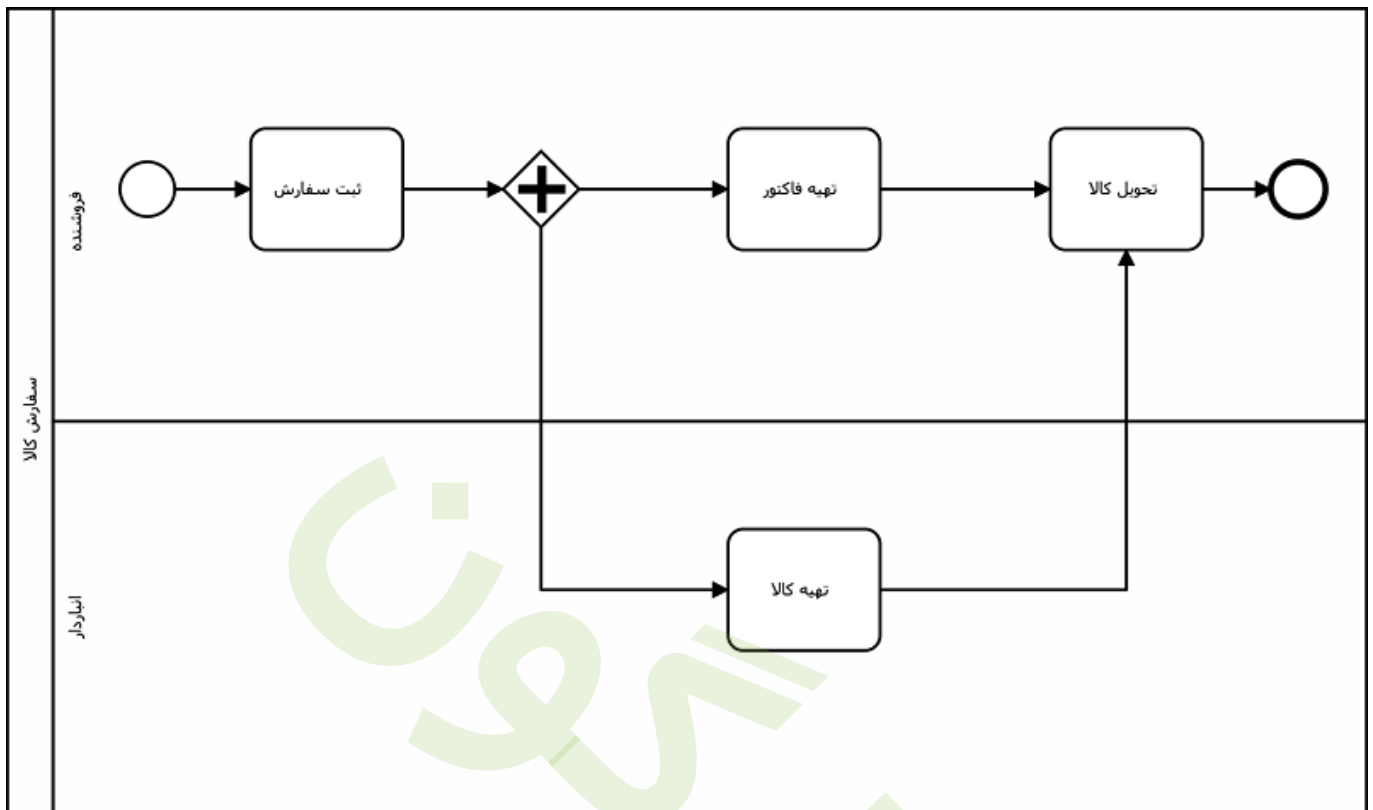 سفارش کالا
فروشنده
ثبت سفارش
تهیه فاکتور
تحویل کالا
انباردار
تهیه کالا